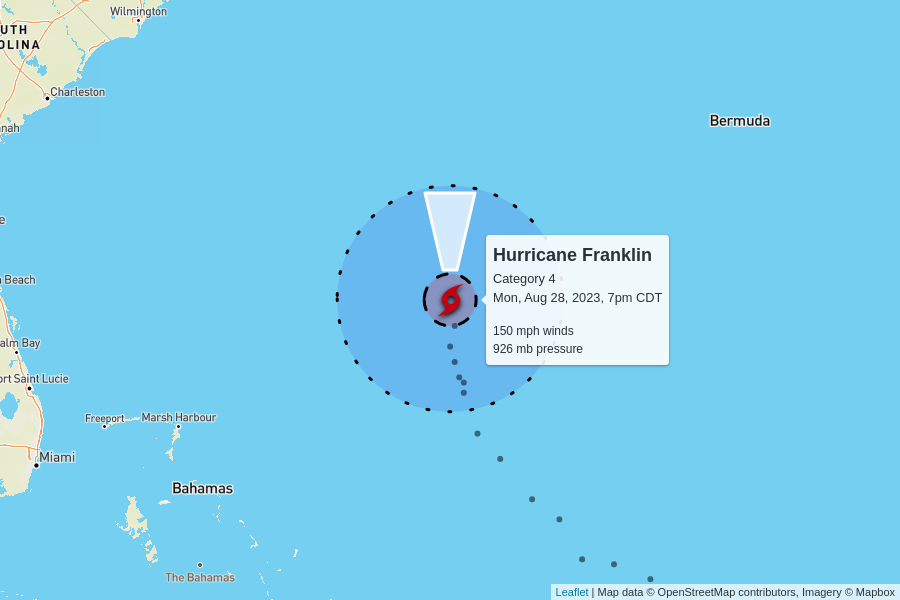 Wilmington
UTH
OLINA
Charleston
nah
Bermuda
e
Beach
alm Bay
ort Saint Lucie
Freeport
Marsh Harbour
Miami
Bahamas
The Bahamas
Hurricane Franklin
Category 4
Mon, Aug 28, 2023, 7pm CDT
150 mph winds
926 mb pressure
Leaflet | Map data © OpenStreetMap contributors, Imagery © Mapbox